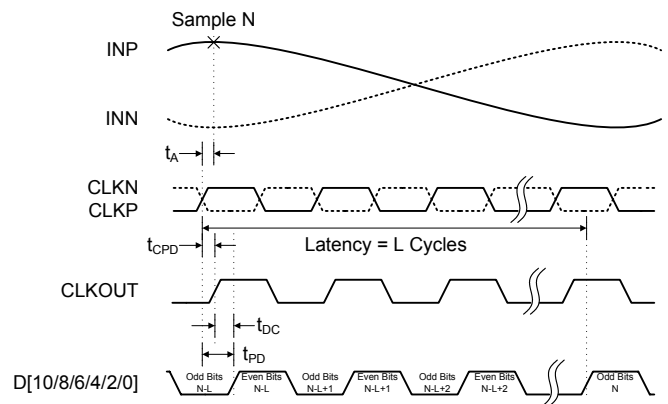 Sample N
INP
INN
tA
CLKN
CLKP
tCPD
Latency = L Cycles
CLKOUT
tDC
tPD
D[10/8/6/4/2/0]
Odd Bits
N-L
Even Bits
N-L
Odd Bits
N-L+1
Even Bits
N-L+1
Odd Bits
N-L+2
Even Bits
N-L+2
Odd Bits
N